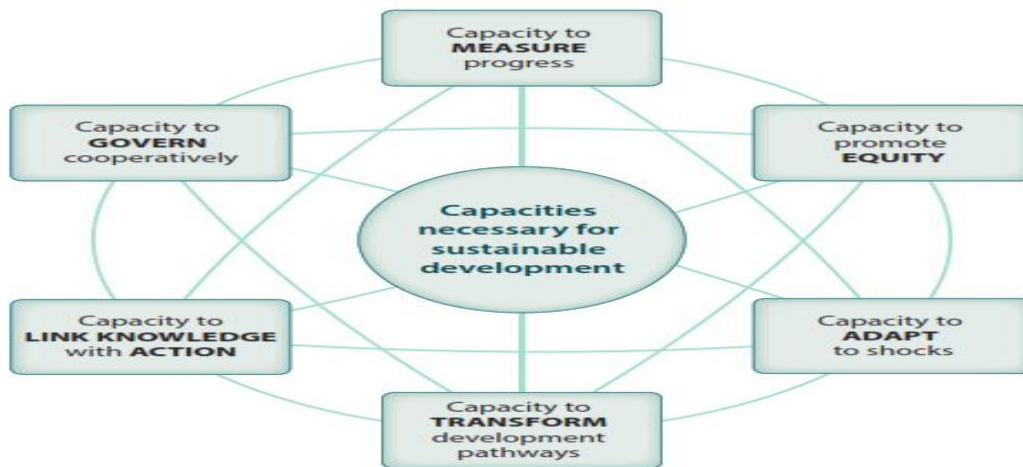 Capacity to
MEASURE
progress
Capacity to
GOVERN
cooperatively
Capacity to
promote
EQUITY
Capacities
necessary for
sustainable
development
Capacity to
LINK KNOWLEDGE
with ACTION
Capacity to
ADAPT
to shocks
Capacity to
TRANSFORM
development
pathways